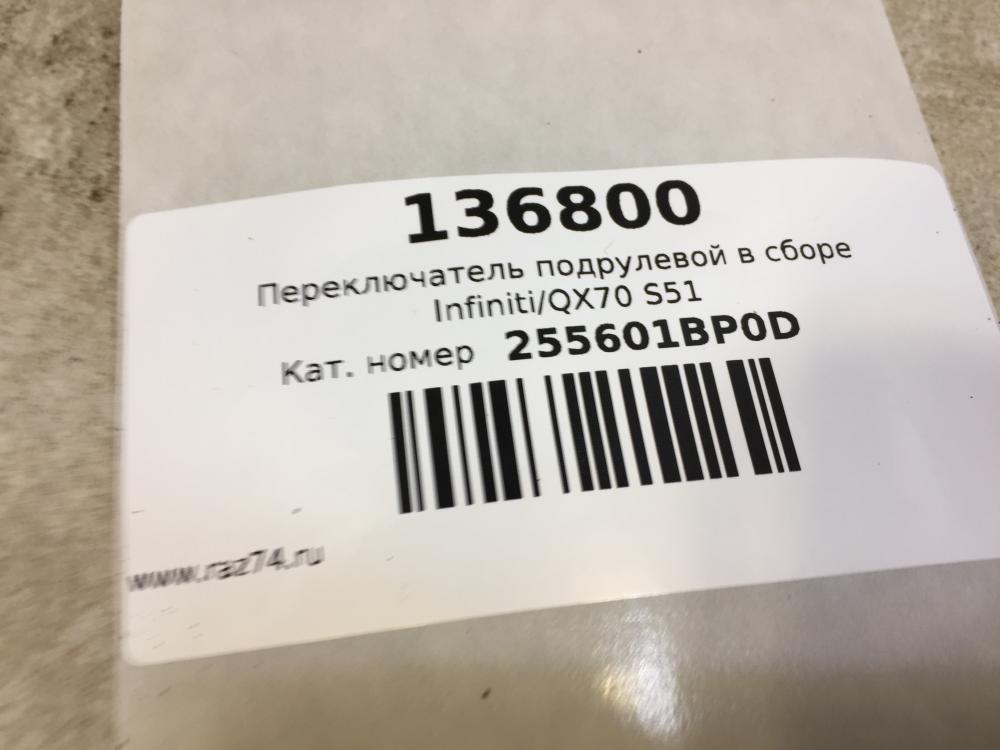 136800
Переключатель подрулевой в сборе
Infiniti/QX70 S51
Кат. номер 255601BP0D
www.raz74.ru